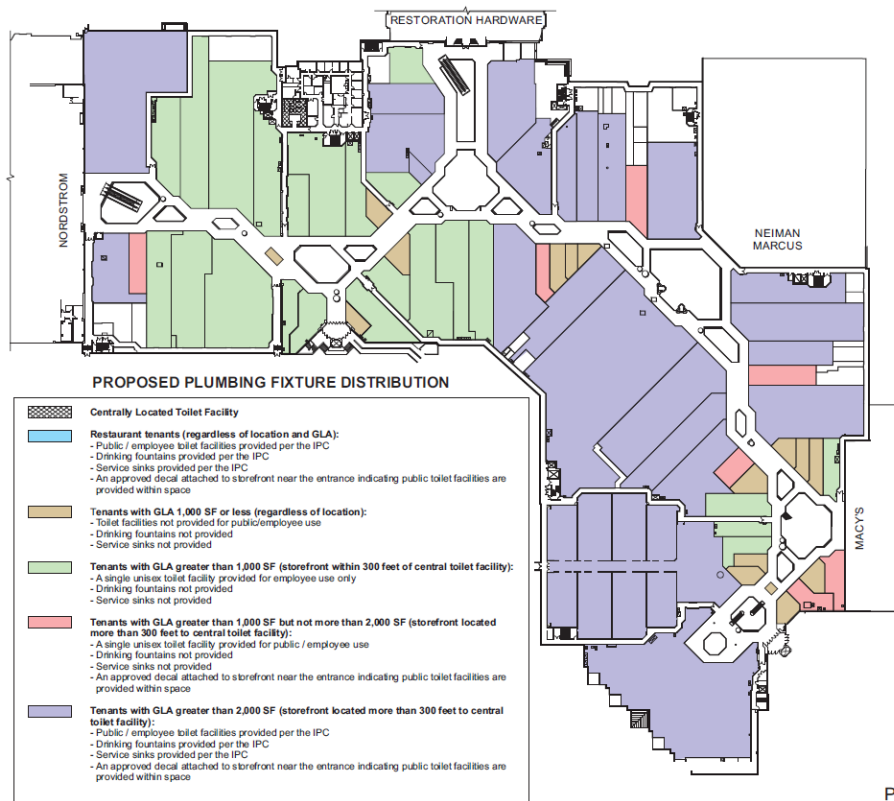 RESTORATION HARDWARE
NORDSTROM
NEIMAN
MARCUS
MACY'S
PROPOSED PLUMBING FIXTURE DISTRIBUTION
Centrally Located Toilet Facility
Restaurant tenants (regardless of location and GLA):
- Public / employee toilet facilities provided per the IPC
- Drinking fountains provided per the IPC
- Service sinks provided per the IPC
- An approved decal attached to storefront near the entrance indicating public toilet facilities are
provided within space
Tenants with GLA 1,000 SF or less (regardless of location):
- Toilet facilities not provided for public/employee use
- Drinking fountains not provided
- Service sinks not provided
Tenants with GLA greater than 1,000 SF (storefront within 300 feet of central toilet facility):
- A single unisex toilet facility provided for employee use only
- Drinking fountains not provided
- Service sinks not provided
Tenants with GLA greater than 1,000 SF but not more than 2,000 SF (storefront located
more than 300 feet to central toilet facility):
- A single unisex toilet facility provided for public / employee use
- Drinking fountains not provided
- Service sinks not provided
- An approved decal attached to storefront near the entrance indicating public toilet facilities are
provided within space
Tenants with GLA greater than 2,000 SF (storefront located more than 300 feet to central
toilet facility):
- Public / employee toilet facilities provided per the IPC
- Drinking fountains provided per the IPC
- Service sinks provided per the IPC
- An approved decal attached to storefront near the entrance indicating public toilet facilities are
provided within space
P